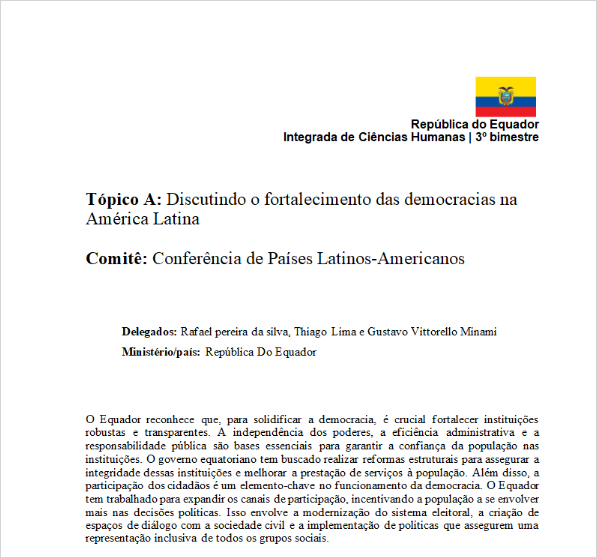 República do Equador
Integrada de Ciências Humanas | 3º bimestre
Tópico A: Discutindo o fortalecimento das democracias na
América Latina
Comitê: Conferência de Países Latinos-Americanos
Delegados: Rafael pereira da silva, Thiago Lima e Gustavo Vittorello Minami
Ministério/país: República Do Equador
O Equador reconhece que, para solidificar a democracia, é crucial fortalecer instituições
robustas e transparentes. A independência dos poderes, a eficiência administrativa e a
responsabilidade pública são bases essenciais para garantir a confiança da população nas
instituições. O governo equatoriano tem buscado realizar reformas estruturais para assegurar a
integridade dessas instituições e melhorar a prestação de serviços à população. Além disso, a
participação dos cidadãos é um elemento-chave no funcionamento da democracia. O Equador
tem trabalhado para expandir os canais de participação, incentivando a população a se envolver
mais nas decisões políticas. Isso envolve a modernização do sistema eleitoral, a criação de
espaços de diálogo com a sociedade civil e a implementação de políticas que assegurem uma
representação inclusiva de todos os grupos sociais.